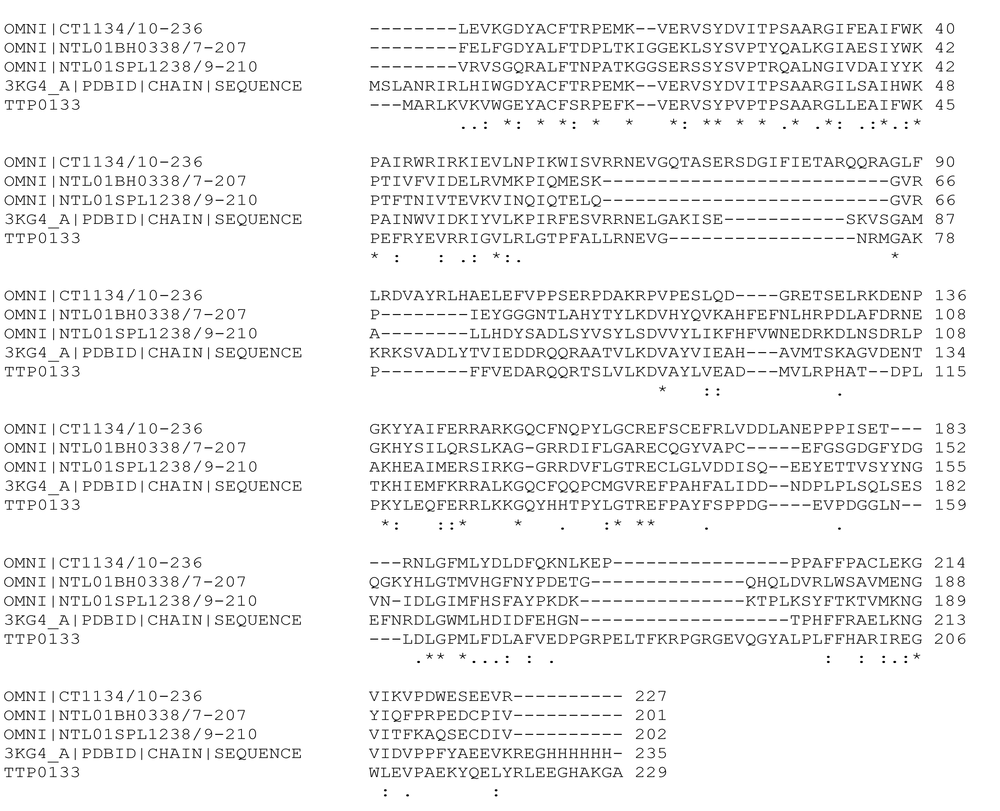 OMNI|CT1134/10-236 --------LEVKGDYACFTRPEMK--VERVSYDVITPSAARGIFEAIFWK 40
OMNI|NTL01BH0338/7-207 --------FELFGDYALFTDPLTKIGGEKLSYSVPTYQALKGIAESIYWK 42
OMNI|NTL01SPL1238/9-210 --------VRVSGQRALFTNPATKGGSERSSYSVPTRQALNGIVDAIYYK 42
3KG4_A|PDBID|CHAIN|SEQUENCE MSLANRIRLHIWGDYACFTRPEMK--VERVSYDVITPSAARGILSAIHWK 48
TTP0133 ---MARLKVKVWGEYACFSRPEFK--VERVSYPVPTPSAARGLLEAIFWK 45
..: *: * *: *  *   *: ** * * .* .*: .:*.:*
OMNI|CT1134/10-236 PAIRWRIRKIEVLNPIKWISVRRNEVGQTASERSDGIFIETARQQRAGLF 90
OMNI|NTL01BH0338/7-207 PTIVFVIDELRVMKPIQMESK--------------------------GVR 66
OMNI|NTL01SPL1238/9-210 PTFTNIVTEVKVINQIQTELQ--------------------------GVR 66
3KG4_A|PDBID|CHAIN|SEQUENCE PAINWVIDKIYVLKPIRFESVRRNELGAKISE-----------SKVSGAM 87
TTP0133 PEFRYEVRRIGVLRLGTPFALLRNEVG-----------------NRMGAK 78
* :   : .: *:.                                 *
OMNI|CT1134/10-236 LRDVAYRLHAELEFVPPSERPDAKRPVPESLQD----GRETSELRKDENP 136
OMNI|NTL01BH0338/7-207 P--------IEYGGGNTLAHYTYLKDVHYQVKAHFEFNLHRPDLAFDRNE 108
OMNI|NTL01SPL1238/9-210 A--------LLHDYSADLSYVSYLSDVVYLIKFHFVWNEDRKDLNSDRLP 108
3KG4_A|PDBID|CHAIN|SEQUENCE KRKSVADLYTVIEDDRQQRAATVLKDVAYVIEAH---AVMTSKAGVDENT 134
TTP0133 P--------FFVEDARQQRTSLVLKDVAYLVEAD---MVLRPHAT--DPL 115
*   ::          .
OMNI|CT1134/10-236 GKYYAIFERRARKGQCFNQPYLGCREFSCEFRLVDDLANEPPPISET--- 183
OMNI|NTL01BH0338/7-207 GKHYSILQRSLKAG-GRRDIFLGARECQGYVAPC-----EFGSGDGFYDG 152
OMNI|NTL01SPL1238/9-210 AKHEAIMERSIRKG-GRRDVFLGTRECLGLVDDISQ--EEYETTVSYYNG 155
3KG4_A|PDBID|CHAIN|SEQUENCE TKHIEMFKRRALKGQCFQQPCMGVREFPAHFALIDD--NDPLPLSQLSES 182
TTP0133 PKYLEQFERRLKKGQYHHTPYLGTREFPAYFSPPDG----EVPDGGLN-- 159
*:   ::*    *   .   :* **    .           .
OMNI|CT1134/10-236 ---RNLGFMLYDLDFQKNLKEP----------------PPAFFPACLEKG 214
OMNI|NTL01BH0338/7-207 QGKYHLGTMVHGFNYPDETG--------------QHQLDVRLWSAVMENG 188
OMNI|NTL01SPL1238/9-210 VN-IDLGIMFHSFAYPKDK---------------KTPLKSYFTKTVMKNG 189
3KG4_A|PDBID|CHAIN|SEQUENCE EFNRDLGWMLHDIDFEHGN-------------------TPHFFRAELKNG 213
TTP0133 ---LDLGPMLFDLAFVEDPGRPELTFKRPGRGEVQGYALPLFFHARIREG 206
.** *...: : .                        :  : :.:*
OMNI|CT1134/10-236 VIKVPDWESEEVR---------- 227
OMNI|NTL01BH0338/7-207 YIQFPRPEDCPIV---------- 201
OMNI|NTL01SPL1238/9-210 VITFKAQSECDIV---------- 202
3KG4_A|PDBID|CHAIN|SEQUENCE VIDVPPFYAEEVKREGHHHHHH- 235
TTP0133 WLEVPAEKYQELYRLEEGHAKGA 229
: .       :